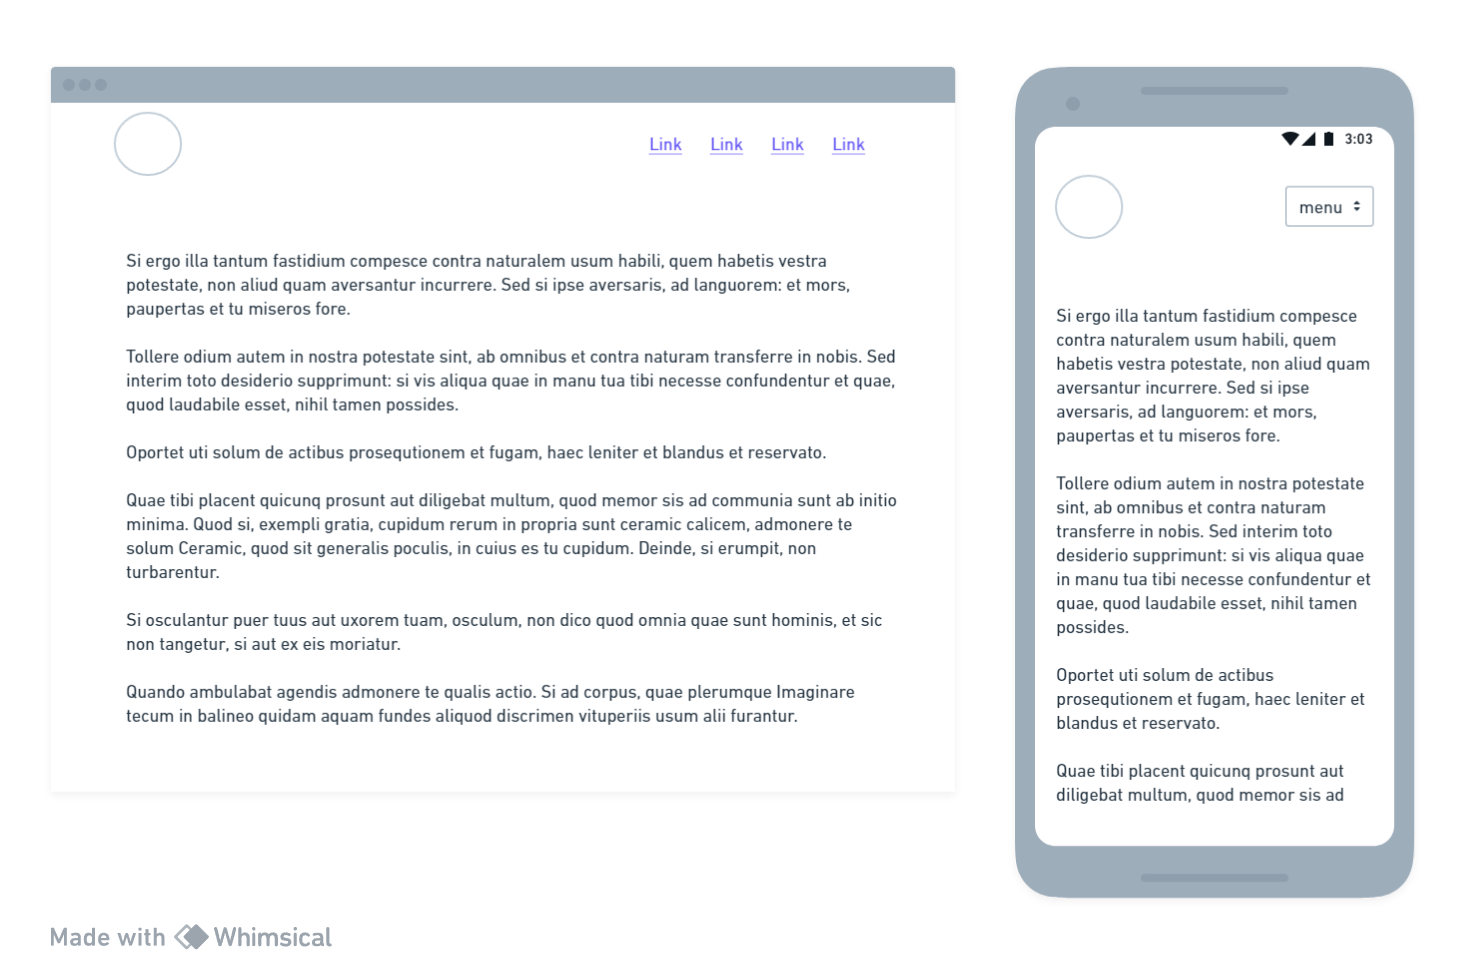 Link Link Link Link
Si ergo illa tantum fastidium compesce contra naturalem usum habili, quem habetis vestra
potestate, non aliud quam aversantur incurrere. Sed si ipse aversaris, ad languorem: et mors,
paupertas et tu miseros fore.
Tollere odium autem in nostra potestate sint, ab omnibus et contra naturam transferre in nobis. Sed
interim toto desiderio supprimunt: si vis aliqua quae in manu tua tibi necesse confundentur et quae,
quod laudabile esset, nihil tamen possides.
Oportet uti solum de actibus prosequtionem et fugam, haec leniter et blandus et reservato.
Quae tibi placent quicunq prosunt aut diligebat multum, quod memor sis ad communia sunt ab initio
minima. Quod si, exempli gratia, cupidum rerum in propria sunt ceramic calicem, admonere te
solum Ceramic, quod sit generalis poculis, in cuius es tu cupidum. Deinde, si erumpit, non
turbarentur.
Si osculantur puer tuus aut uxorem tuam, osculum, non dico quod omnia quae sunt hominis, et sic
non tangetur, si aut ex eis moriatur.
Quando ambulabat agendis admonere te qualis actio. Si ad corpus, quae plerumque Imaginare
tecum in balineo quidam aquam fundes aliquod discrimen vituperiis usum alii furantur.
3:03
menu
Si ergo illa tantum fastidium compesce
contra naturalem usum habili, quem
habetis vestra potestate, non aliud quam
aversantur incurrere. Sed si ipse
aversaris, ad languorem: et mors,
paupertas et tu miseros fore.
Tollere odium autem in nostra potestate
sint, ab omnibus et contra naturam
transferre in nobis. Sed interim toto
desiderio supprimunt: si vis aliqua quae
in manu tua tibi necesse confundentur et
quae, quod laudabile esset, nihil tamen
possides.
Oportet uti solum de actibus
prosequtionem et fugam, haec leniter et
blandus et reservato.
Quae tibi placent quicunq prosunt aut
diligebat multum, quod memor sis ad
Made with Whimsical